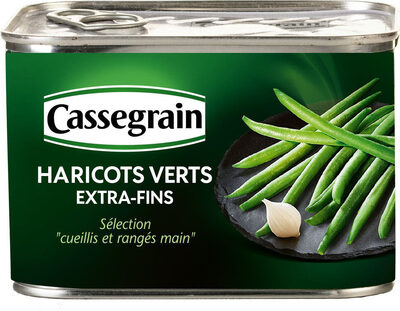 Cassegrain
HARICOTS VERTS
EXTRA-FINS
Sélection
"cueillis et rangés main"